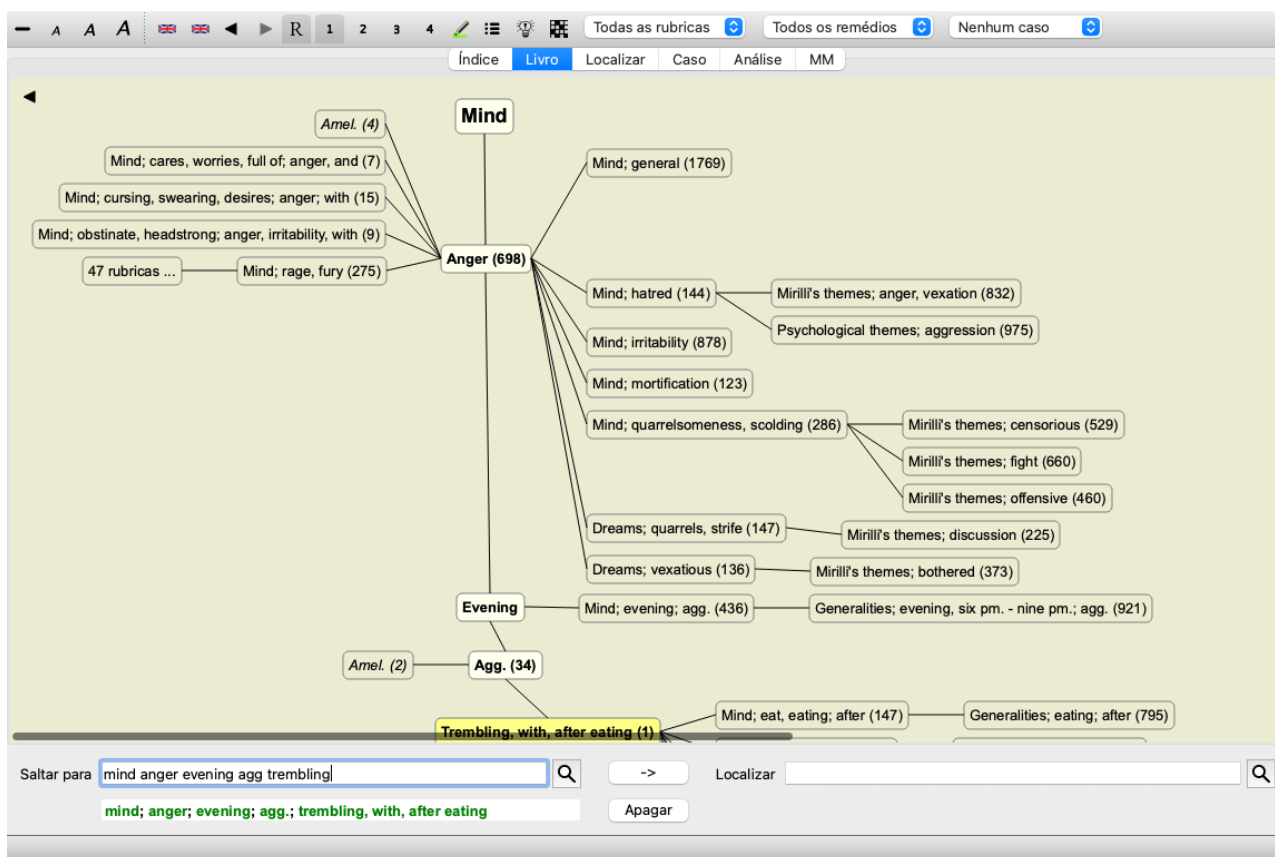 A A A R 1 2 3 4 Todas as rubricas Todos os remédios Nenhum caso
Índice Livro Localizar Caso Análise MM
Mind
Amel. (4)
Mind; cares, worries, full of; anger, and (7)
Mind; general (1769)
Mind; cursing, swearing, desires; anger; with (15)
Mind; obstinate, headstrong; anger, irritability, with (9)
Anger (698)
47 rubricas ... Mind; rage, fury (275)
Mind; hatred (144) Mirilli's themes; anger, vexation (832)
Psychological themes; aggression (975)
Mind; irritability (878)
Mind; mortification (123)
Mind; quarrelsomeness, scolding (286) Mirilli's themes; censorious (529)
Mirilli's themes; fight (660)
Mirilli's themes; offensive (460)
Dreams; quarrels, strife (147) Mirilli's themes; discussion (225)
Dreams; vexatious (136) Mirilli's themes; bothered (373)
Evening Mind; evening; agg. (436) Generalities; evening, six pm. - nine pm.; agg. (921)
Amel. (2) Agg. (34)
Mind; eat, eating; after (147) Generalities; eating; after (795)
Trembling, with, after eating (1)
Saltar para mind anger evening agg trembling -> Localizar
mind; anger; evening; agg.; trembling, with, after eating Apagar